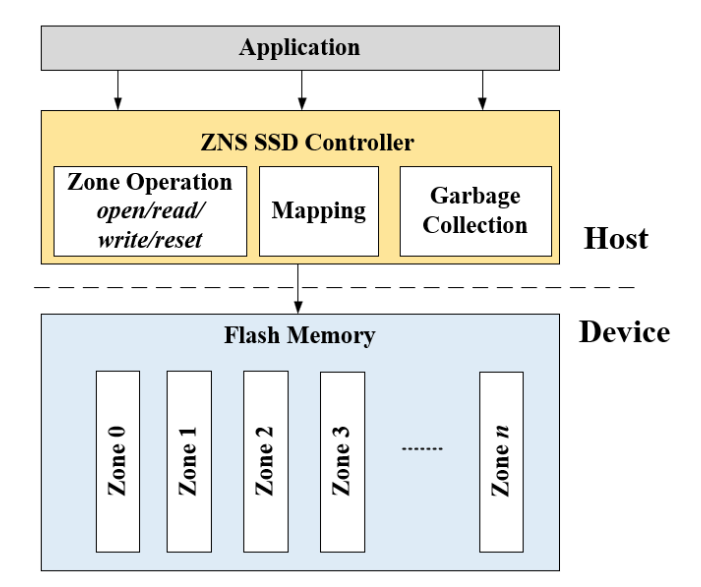 Application
ZNS SSD Controller
Zone Operation
open/read/
write/reset
Mapping
Garbage
Collection
Host
Device
Flash Memory
Zone 0
Zone 1
Zone 2
Zone 3
.......
Zone n